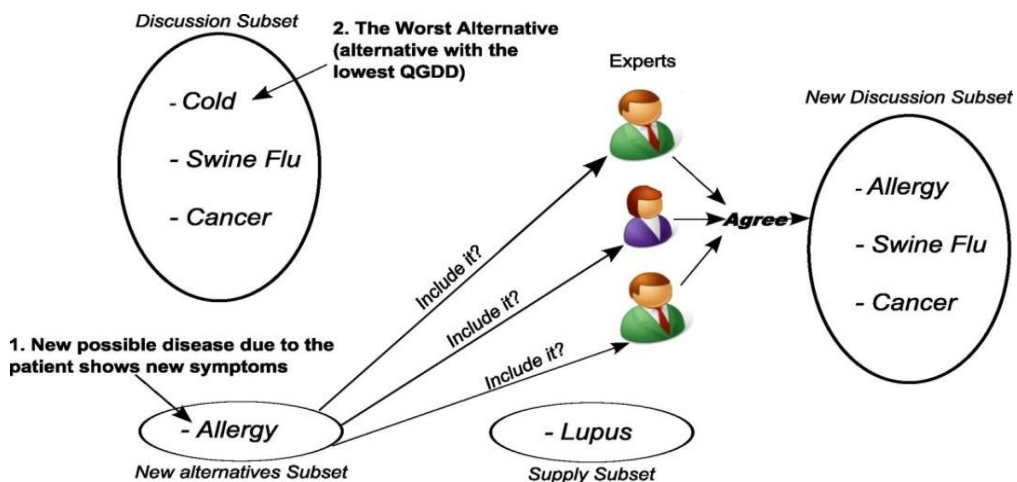 Discussion Subset
- Cold
- Swine Flu
- Cancer
2. The Worst Alternative
(alternative with the
lowest QGDD)
Experts
New Discussion Subset
- Allergy
- Swine Flu
- Cancer
Agree
Include it?
Include it?
Include it?
1. New possible disease due to the
patient shows new symptoms
- Allergy
New alternatives Subset
- Lupus
Supply Subset